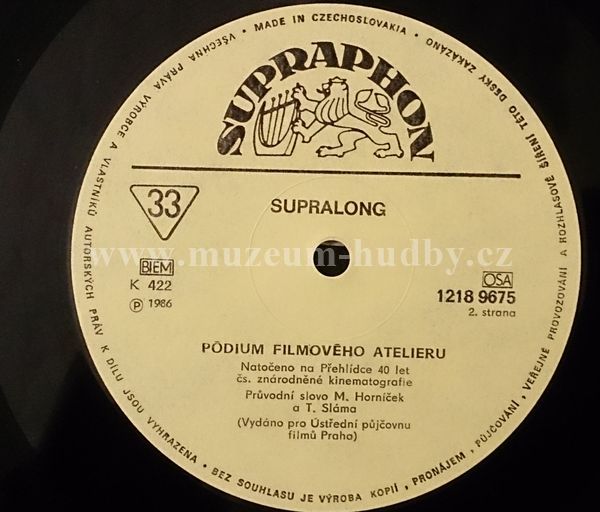 MADE IN CZECHOSLOVAKIA • VŠECHNA PRÁVA VÝROBCE A VLASTNÍKŮ AUTORSKÝCH PRÁV K DÍLU JSOU VYHRAZENA • BEZ SOUHLASU JE VÝROBA KOPIÍ, PRONÁJEM, PŮJČOVÁNÍ, VEŘEJNÉ PROVOZOVÁNÍ A ROZHLASOVÉ ŠÍŘENÍ TÉTO DESKY ZAKÁZÁNO •
SUPRAPHON
33
SUPRALONG
www.muzeum-hudby.cz
BIEM
OSA
K 422
1218 9675
Ⓟ 1986
2. strana
PÓDIUM FILMOVÉHO ATELIERU
Natočeno na Přehlídce 40 let
čs. znárodněné kinematografie
Průvodní slovo M. Horníček
a T. Sláma
(Vydáno pro Ústřední půjčovnu
filmů Praha)